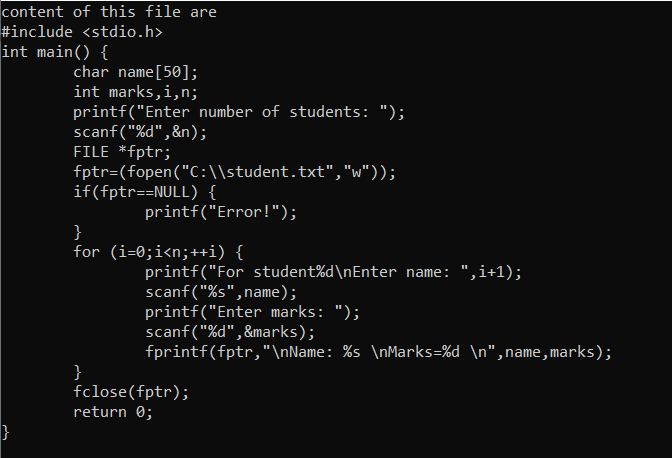 content of this file are
#include <stdio.h>
int main() {
        char name[50];
        int marks,i,n;
        printf("Enter number of students: ");
        scanf("%d",&n);
        FILE *fptr;
        fptr=(fopen("C:\\student.txt","w"));
        if(fptr==NULL) {
                printf("Error!");
        }
        for (i=0;i<n;++i) {
                printf("For student%d\nEnter name: ",i+1);
                scanf("%s",name);
                printf("Enter marks: ");
                scanf("%d",&marks);
                fprintf(fptr,"\nName: %s \nMarks=%d \n",name,marks);
        }
        fclose(fptr);
        return 0;
}